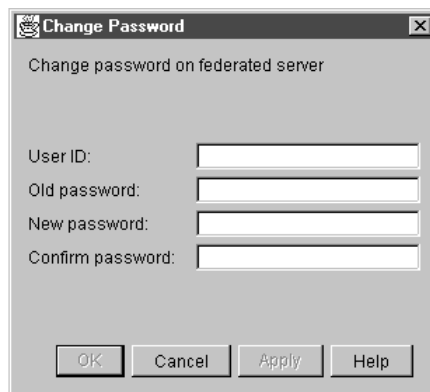 Change Password
Change password on federated server
User ID:
Old password:
New password:
Confirm password:
OK Cancel Apply Help